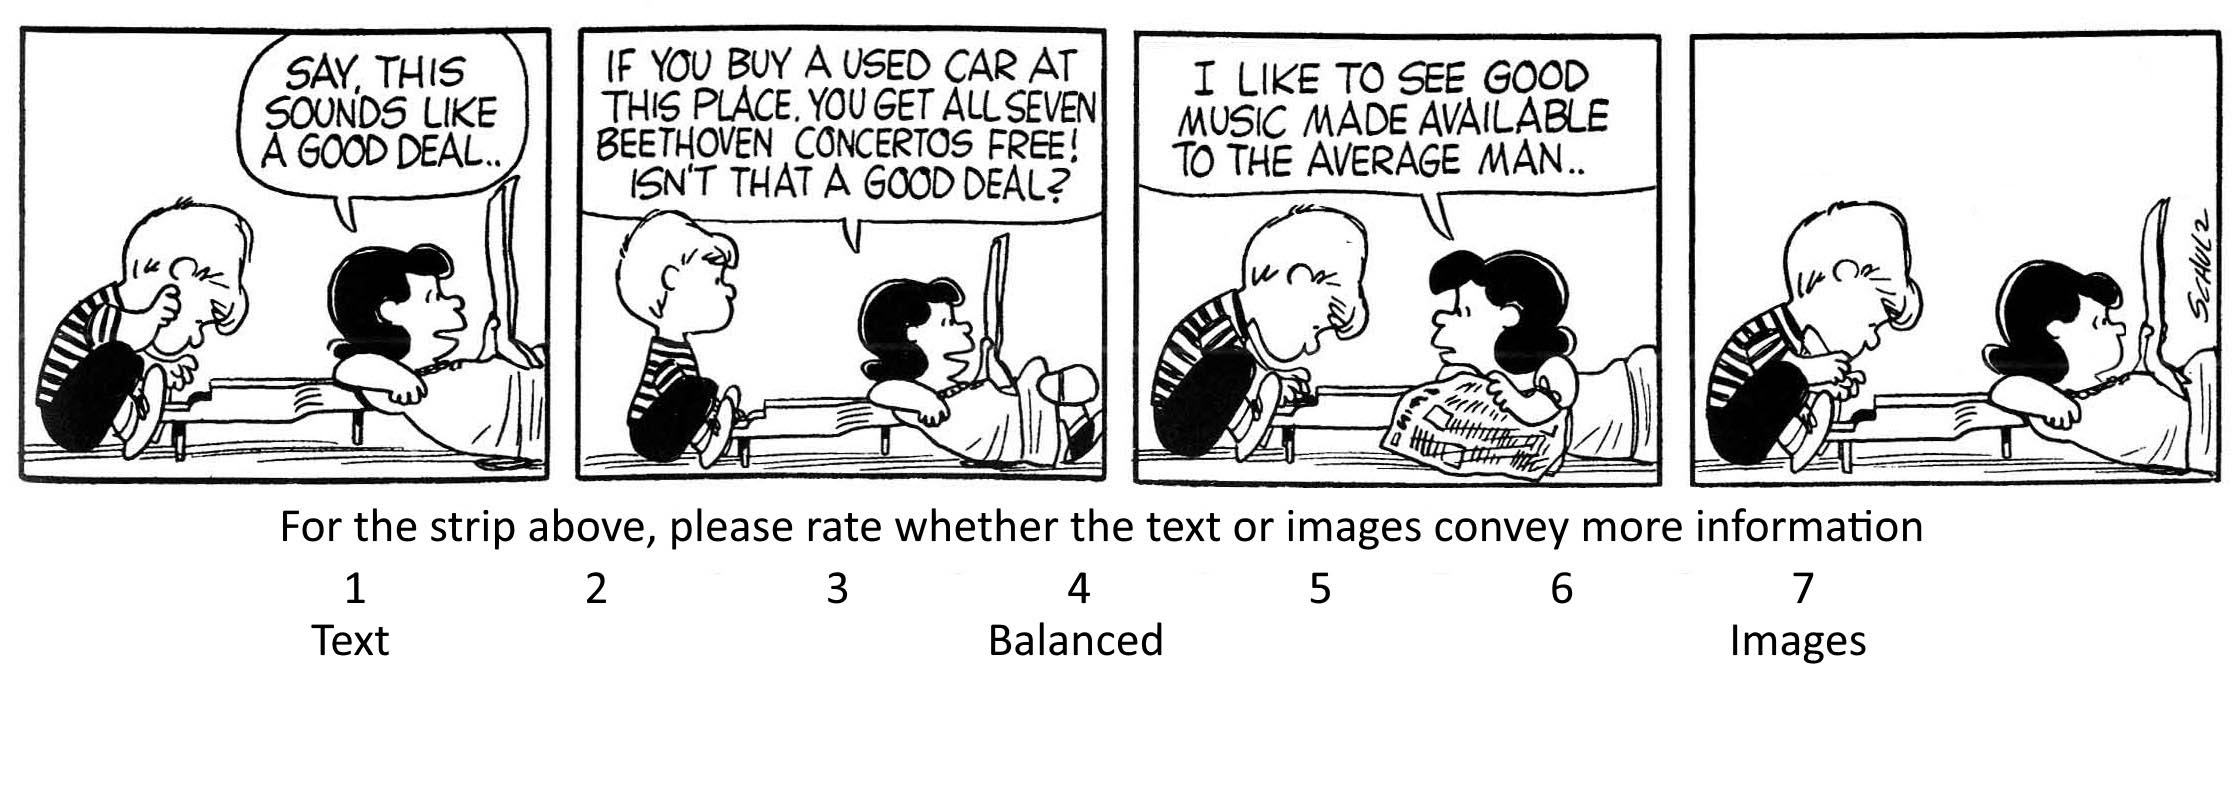 SAY, THIS
SOUNDS LIKE
A GOOD DEAL..
IF YOU BUY A USED CAR AT
THIS PLACE. YOU GET ALL SEVEN
BEETHOVEN CONCERTOS FREE!
ISN'T THAT A GOOD DEAL?
I LIKE TO SEE GOOD
MUSIC MADE AVAILABLE
TO THE AVERAGE MAN..
SCHULZ
For the strip above, please rate whether the text or images convey more information
1 2 3 4 5 6 7
Text Balanced Images